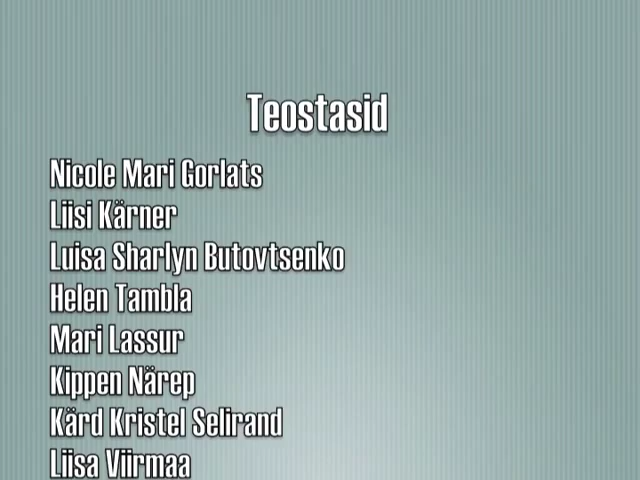 Teostasid
Nicole Mari Gorlats
Liisi Kärner
Luisa Sharlyn Butovtsenko
Helen Tambla
Mari Lassur
Kippen Närep
Kärd Kristel Selirand
Liisa Viirmaa